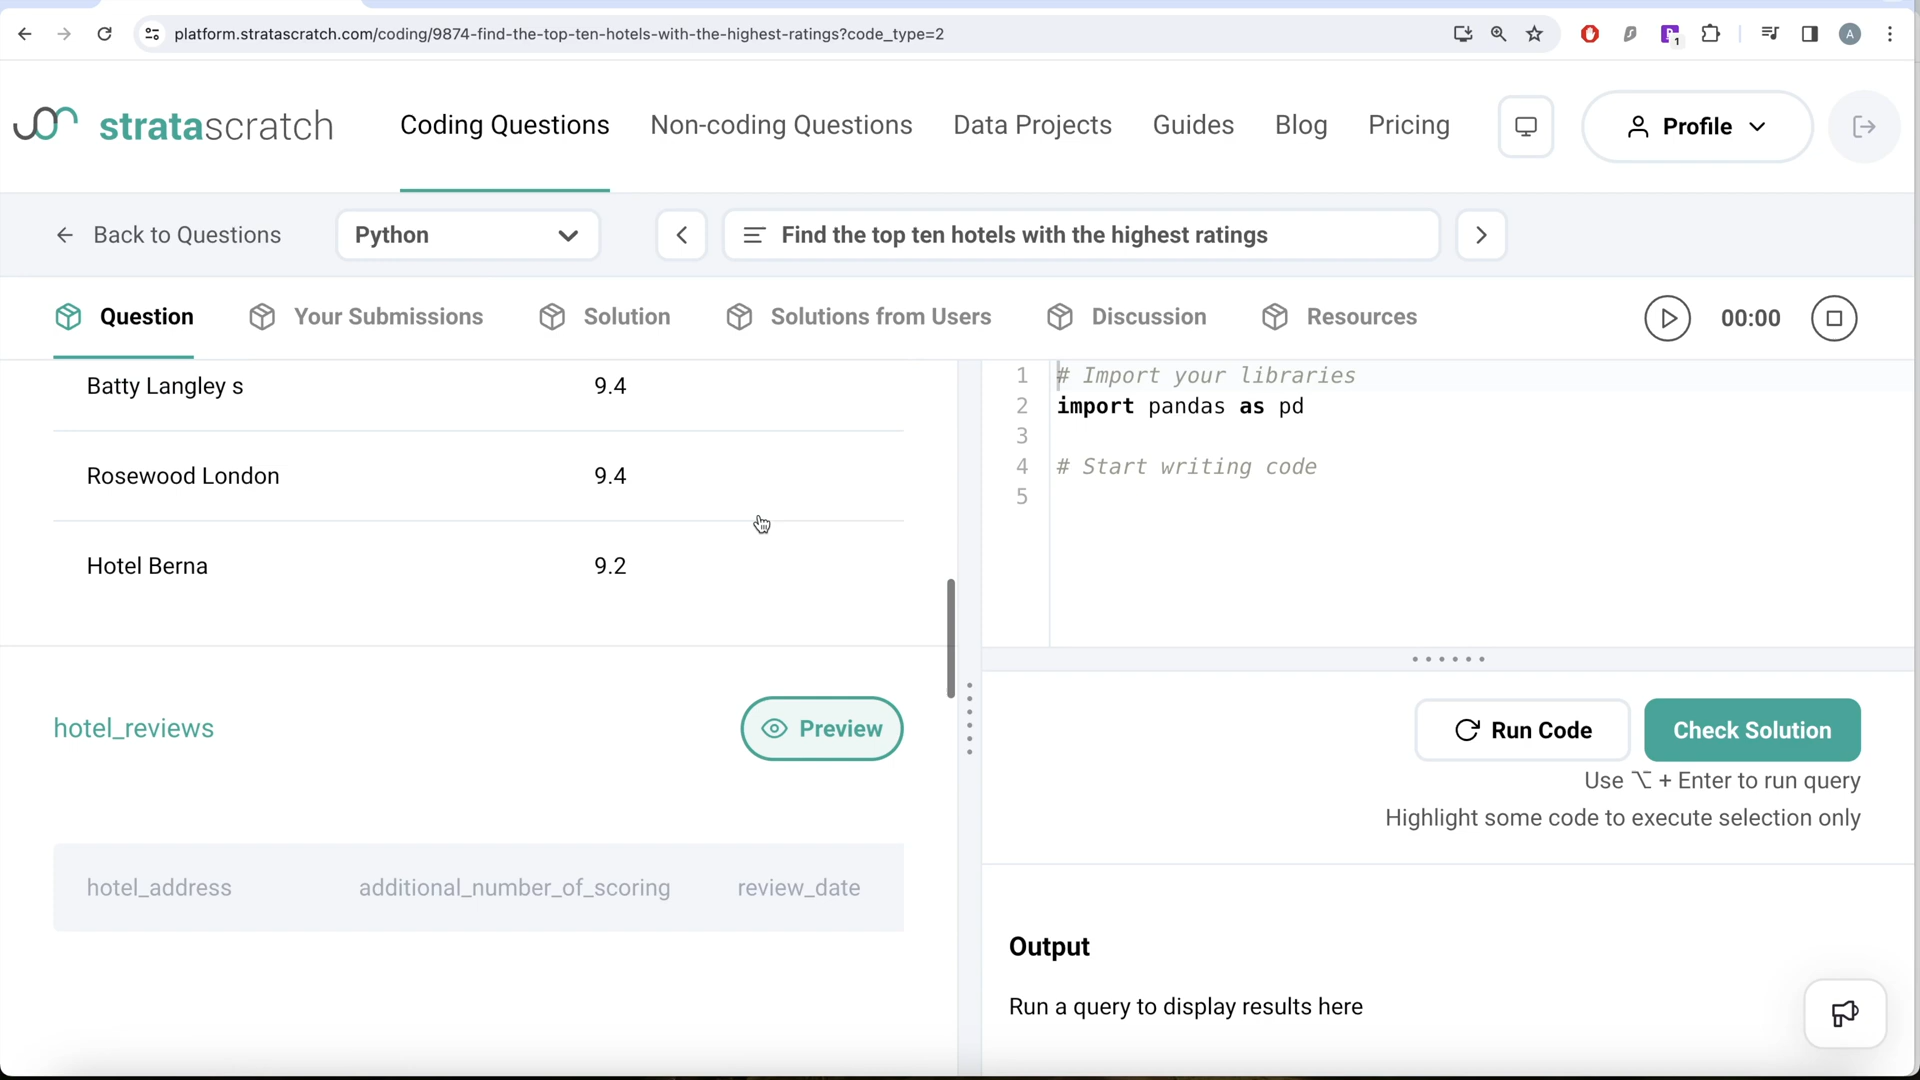 platform.stratascratch.com/coding/9874-find-the-top-ten-hotels-with-the-highest-ratings?code_type=2
1
A
stratascratch
Coding Questions
Non-coding Questions
Data Projects
Guides
Blog
Pricing
Profile
Back to Questions
Python
Find the top ten hotels with the highest ratings
Question
Your Submissions
Solution
Solutions from Users
Discussion
Resources
00:00
Batty Langley s 9.4
Rosewood London 9.4
Hotel Berna 9.2
hotel_reviews
Preview
hotel_address additional_number_of_scoring review_date
1 # Import your libraries
2 import pandas as pd
3
4 # Start writing code
5
Run Code
Check Solution
Use ⌥ + Enter to run query
Highlight some code to execute selection only
Output
Run a query to display results here